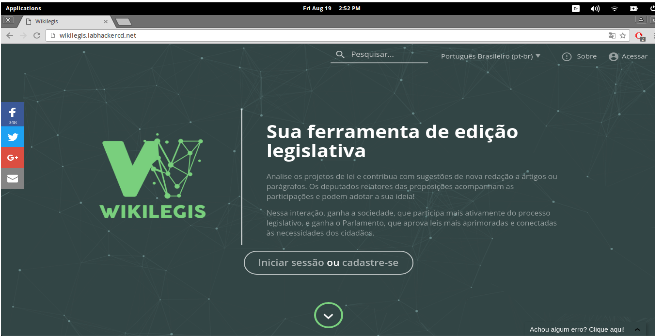 Applications
Fri Aug 19 2:52 PM
Wikilegis
wikilegis.labhackercd.net
Pesquisar...
Português Brasileiro (pt-br)
Sobre
Acessar
Sua ferramenta de edição
legislativa
Analise os projetos de lei e contribua com sugestões de nova redação a artigos ou
parágrafos. Os deputados relatores das proposições acompanham as
participações e podem adotar a sua ideia!
Nessa interação, ganha a sociedade, que participa mais ativamente do processo
legislativo, e ganha o Parlamento, que aprova leis mais aprimoradas e conectadas
às necessidades dos cidadãos.
WIKILEGIS
Iniciar sessão ou cadastre-se
Achou algum erro? Clique aqui!